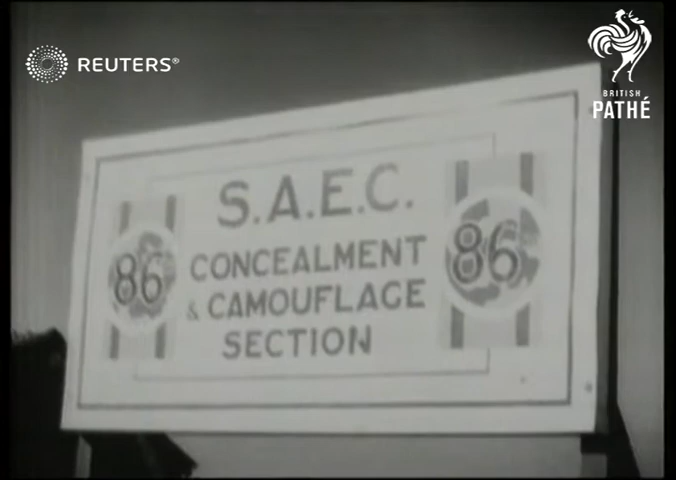 REUTERS®
BRITISH
PATHÉ
S.A.E.C.
86
CONCEALMENT
& CAMOUFLAGE
SECTION
86